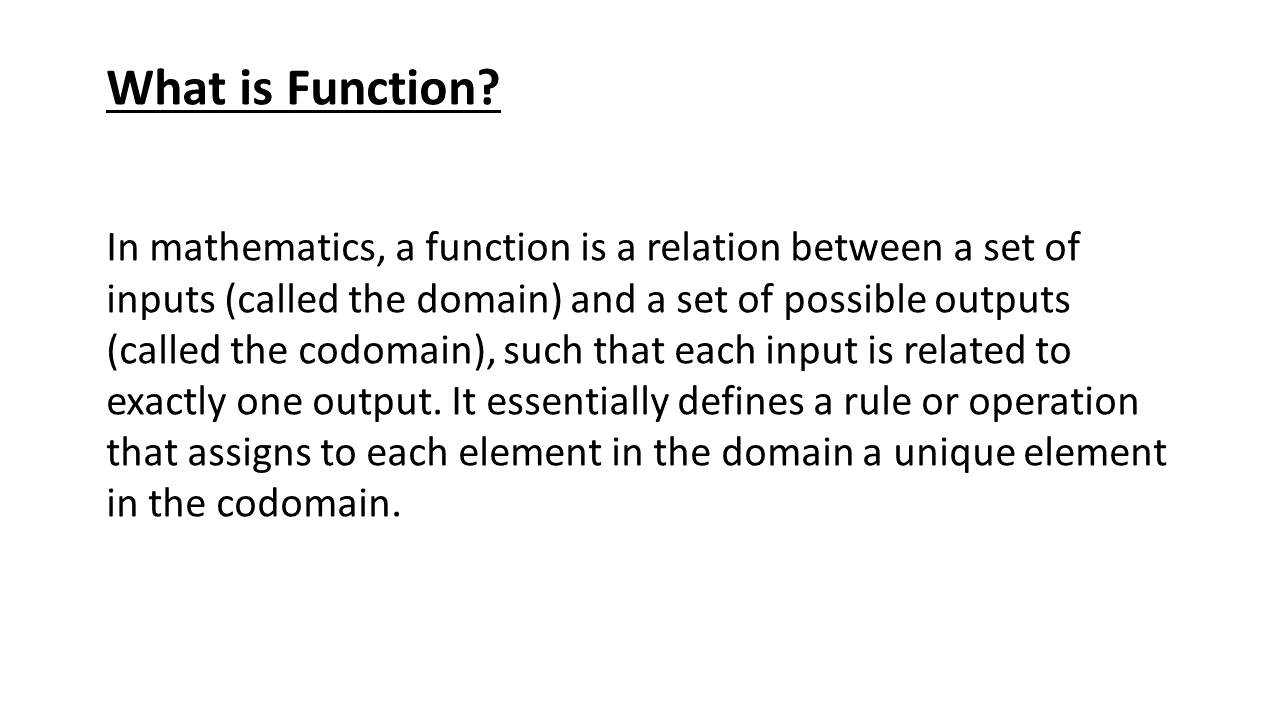 What is Function?
In mathematics, a function is a relation between a set of
inputs (called the domain) and a set of possible outputs
(called the codomain), such that each input is related to
exactly one output. It essentially defines a rule or operation
that assigns to each element in the domain a unique element
in the codomain.